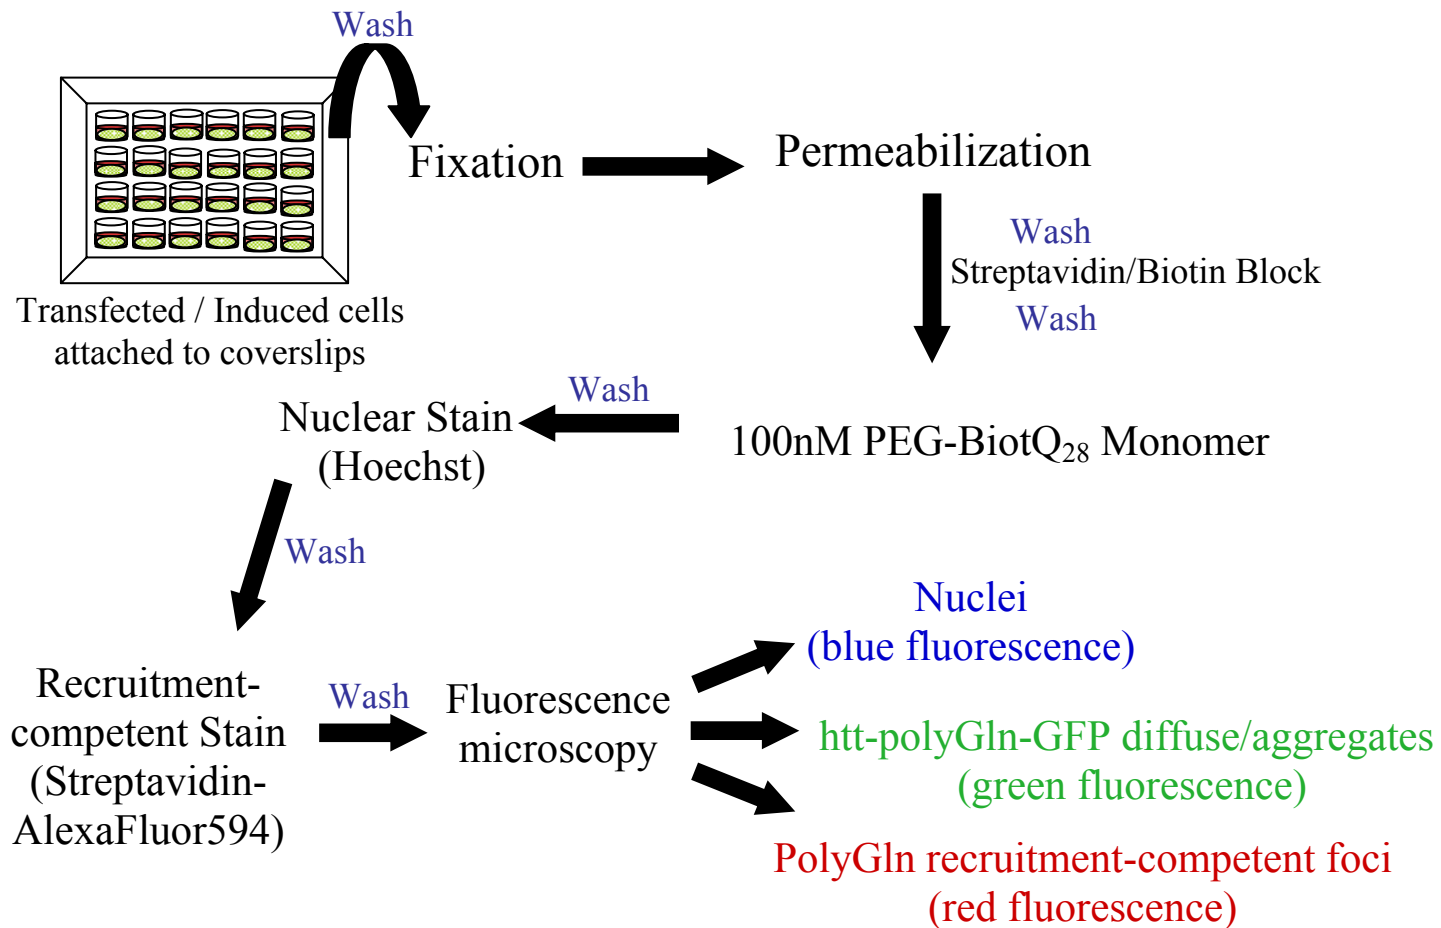 Wash
Fixation
Permeabilization
Transfected / Induced cells
attached to coverslips
Wash
Streptavidin/Biotin Block
Wash
100nM PEG-BiotQ₂₈ Monomer
Wash
Nuclear Stain
(Hoechst)
Wash
Recruitment-
competent Stain
(Streptavidin-
AlexaFluor594)
Wash
Fluorescence
microscopy
Nuclei
(blue fluorescence)
htt-polyGln-GFP diffuse/aggregates
(green fluorescence)
PolyGln recruitment-competent foci
(red fluorescence)